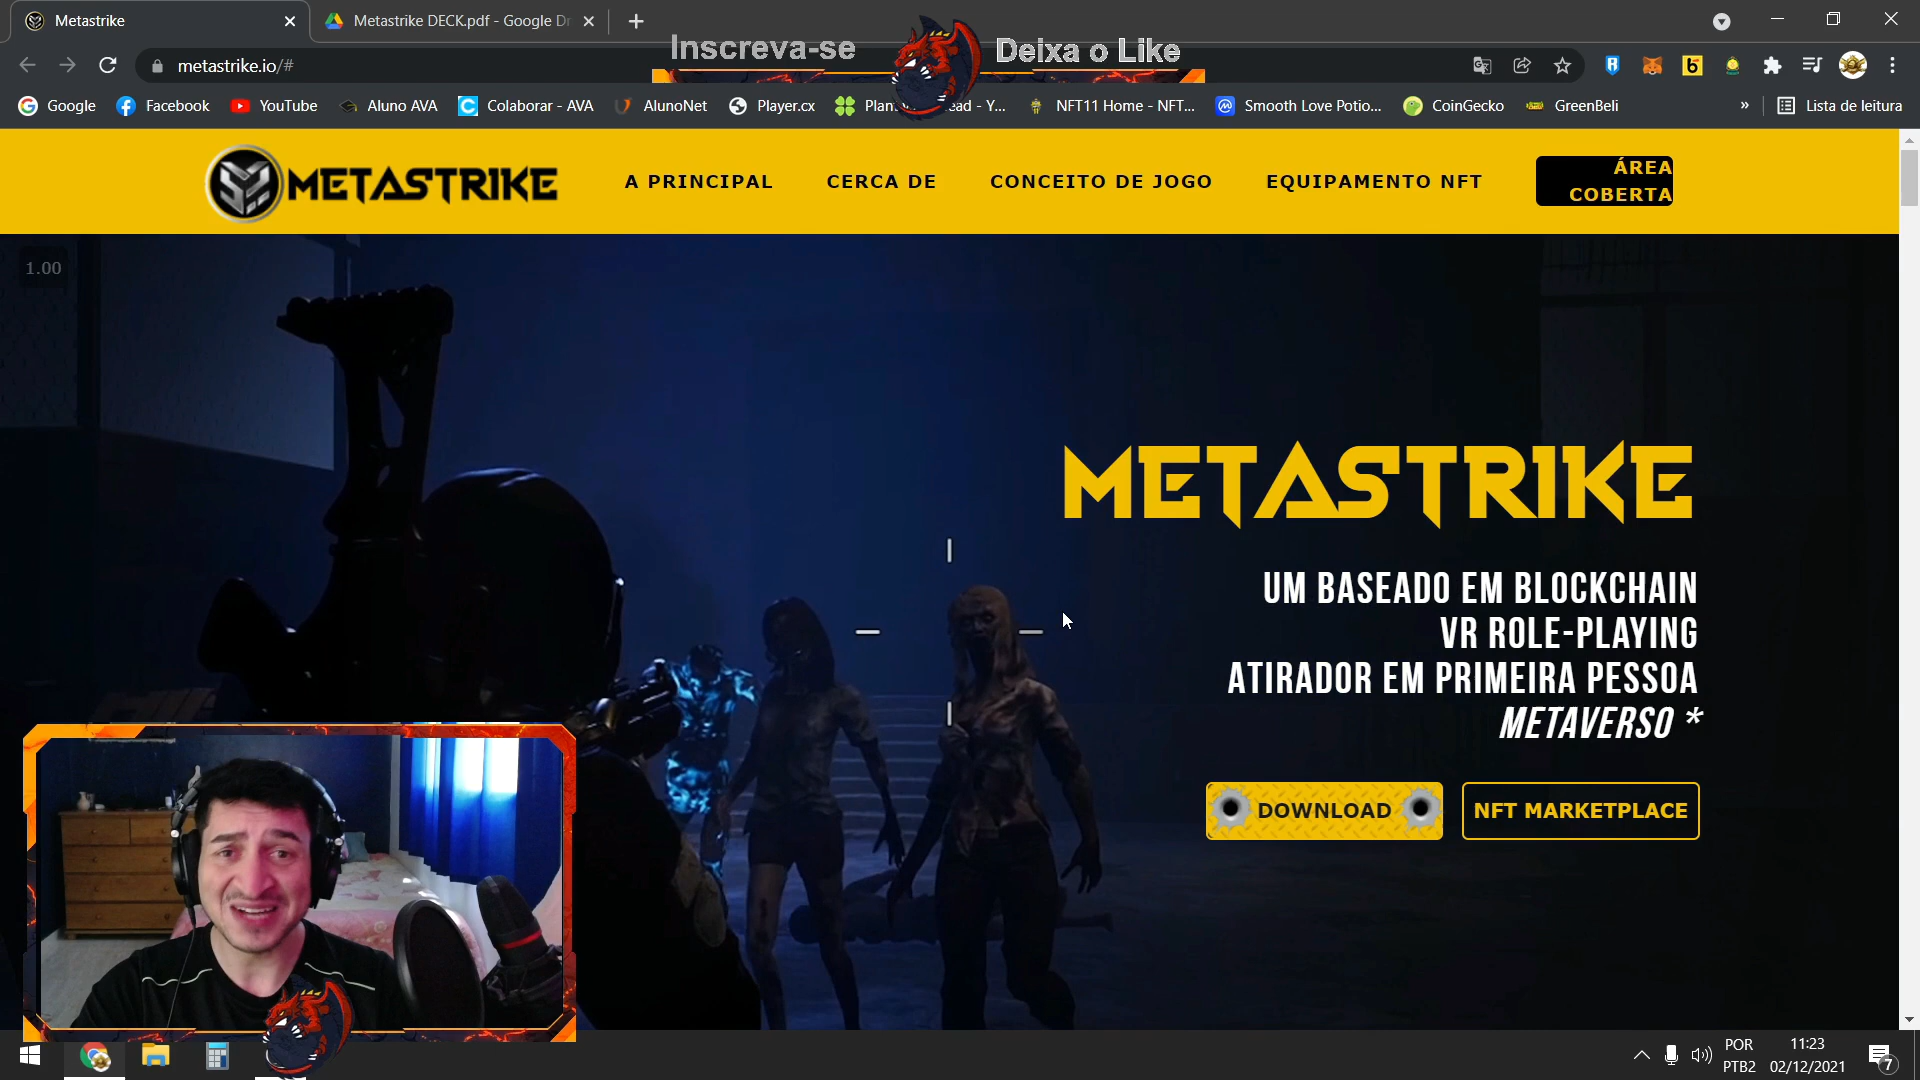 Metastrike
Metastrike DECK.pdf - Google Dr
Inscreva-se
Deixa o Like
metastrike.io/#
Google
Facebook
YouTube
Aluno AVA
Colaborar - AVA
AlunoNet
Player.cx
ead - Y...
NFT11 Home - NFT...
Smooth Love Potio...
CoinGecko
GreenBeli
»
Lista de leitura
METASTRIKE
A PRINCIPAL
CERCA DE
CONCEITO DE JOGO
EQUIPAMENTO NFT
ÁREA
COBERTA
1.00
METASTRIKE
UM BASEADO EM BLOCKCHAIN
VR ROLE-PLAYING
ATIRADOR EM PRIMEIRA PESSOA
METAVERSO *
DOWNLOAD
NFT MARKETPLACE
POR
PTB2
11:23
02/12/2021
7